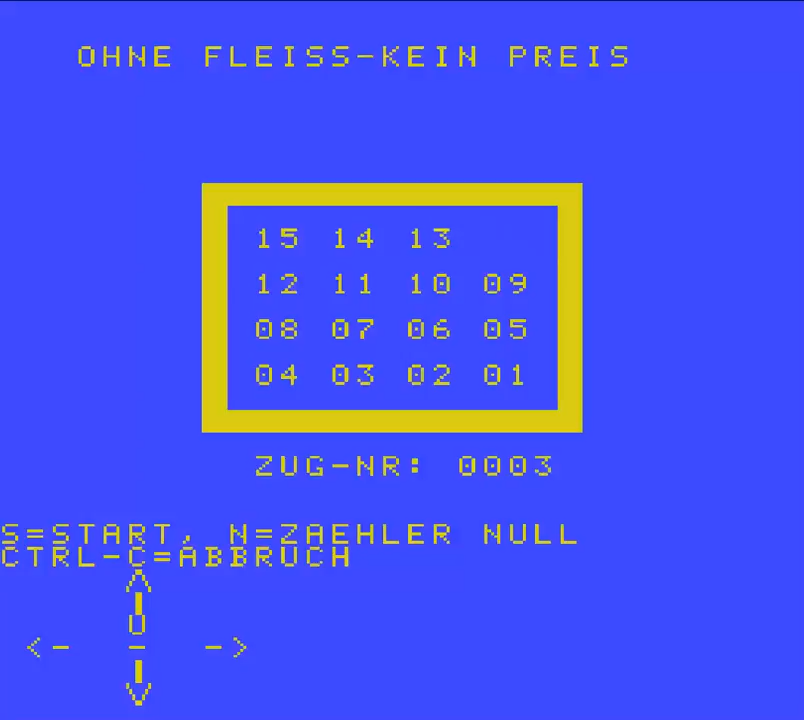 OHNE FLEISS-KEIN PREIS
15 14 13
12 11 10 09
08 07 06 05
04 03 02 01
ZUG-NR: 0003
S=START, N=ZAEHLER NULL
CTRL-C=ABBRUCH
^
|
U
<- - ->
|
V